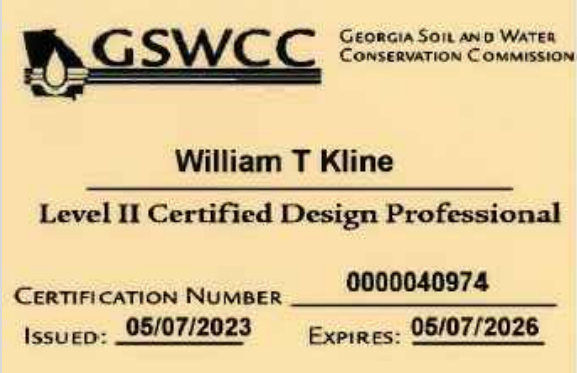 GSWCC
GEORGIA SOIL AND WATER
CONSERVATION COMMISSION
William T Kline
Level II Certified Design Professional
CERTIFICATION NUMBER 0000040974
ISSUED: 05/07/2023 EXPIRES: 05/07/2026